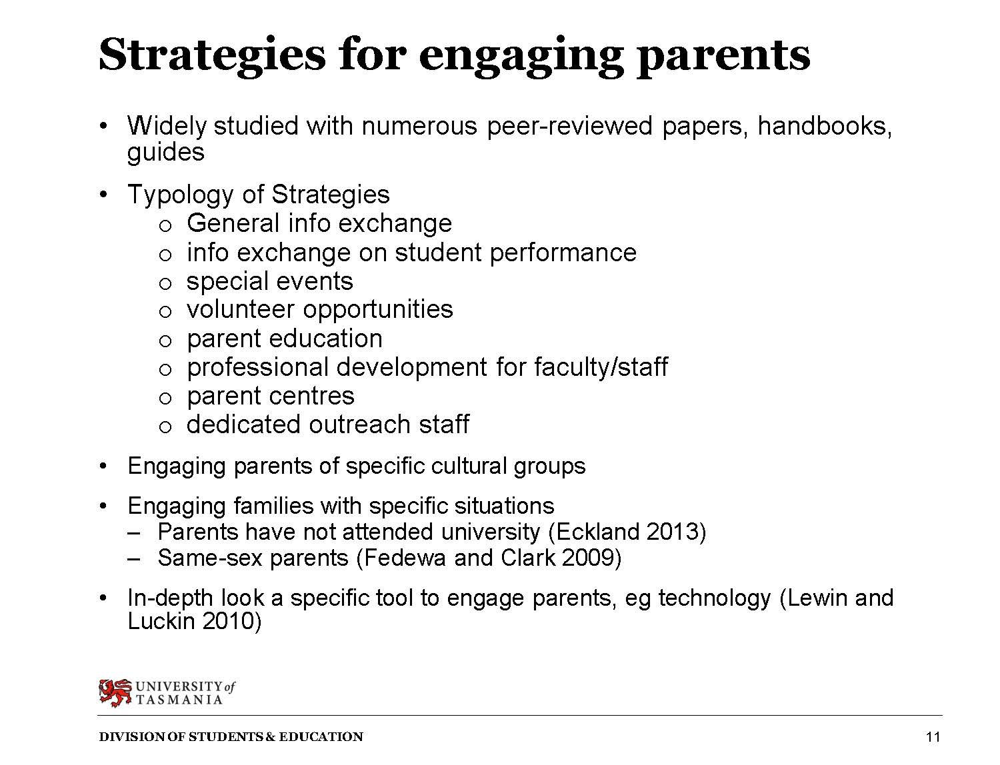 Strategies for engaging parents
• Widely studied with numerous peer-reviewed papers, handbooks,
guides
• Typology of Strategies
o General info exchange
o info exchange on student performance
o special events
o volunteer opportunities
o parent education
o professional development for faculty/staff
o parent centres
o dedicated outreach staff
• Engaging parents of specific cultural groups
• Engaging families with specific situations
– Parents have not attended university (Eckland 2013)
– Same-sex parents (Fedewa and Clark 2009)
• In-depth look a specific tool to engage parents, eg technology (Lewin and
Luckin 2010)
UNIVERSITY of
TASMANIA
DIVISION OF STUDENTS & EDUCATION
11